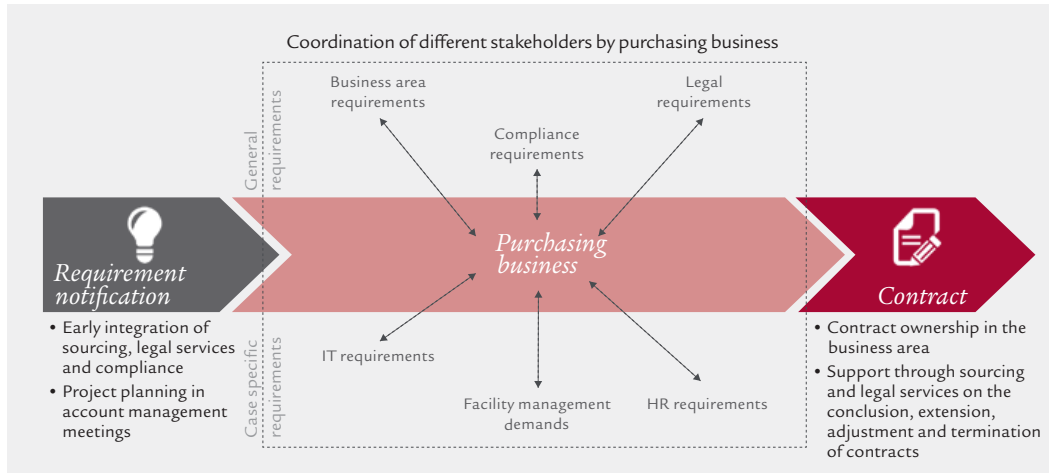 Coordination of different stakeholders by purchasing business
General
requirements
Business area
requirements
Legal
requirements
Compliance
requirements
Requirement
notification
Purchasing
business
Contract
• Early integration of
sourcing, legal services
and compliance
• Project planning in
account management
meetings
Case specific
requirements
IT requirements
Facility management
demands
HR requirements
• Contract ownership in the
business area
• Support through sourcing
and legal services on the
conclusion, extension,
adjustment and termination
of contracts